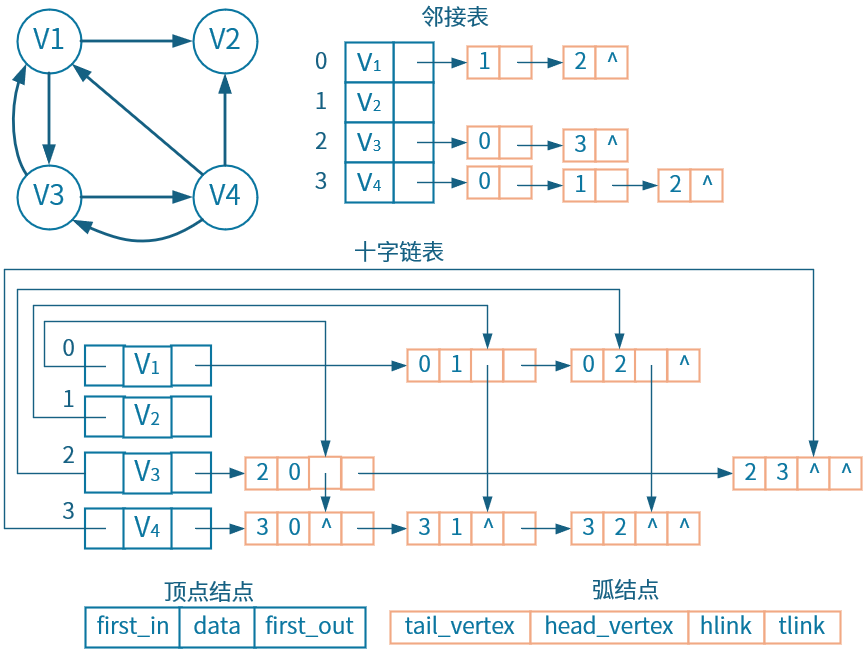 邻接表
V1 V2
V3 V4
0 V1 1 2 ^
1 V2
2 V3 0 3 ^
3 V4 0 1 2 ^
十字链表
0 V1 0 1 0 2 ^
1 V2
2 V3 2 0 2 3 ^ ^
3 V4 3 0 ^ 3 1 ^ 3 2 ^ ^
顶点结点 弧结点
first_in data first_out tail_vertex head_vertex hlink tlink